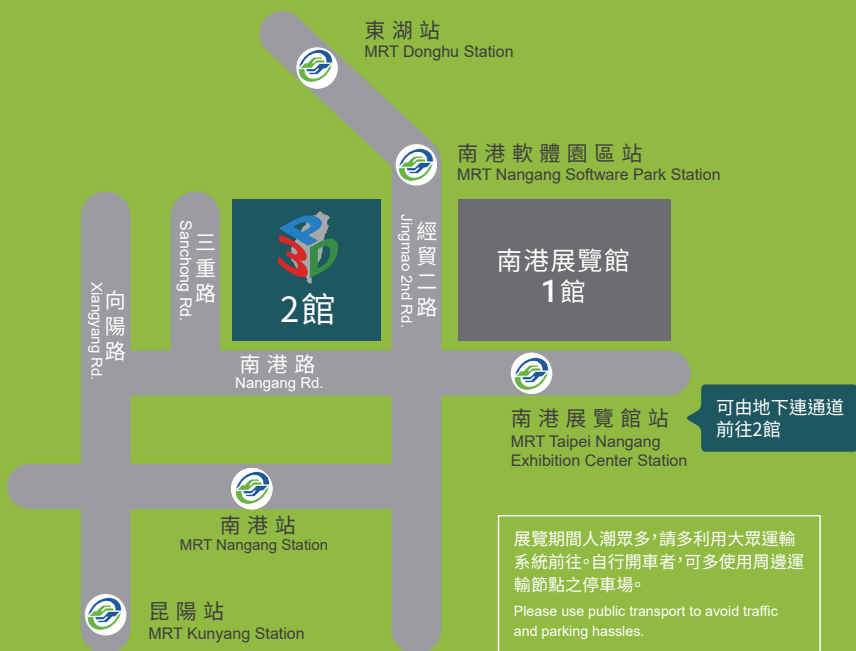 東湖站
MRT Donghu Station
南港軟體園區站
MRT Nangang Software Park Station
向陽路
Xiangyang Rd.
三重路
Sanchong Rd.
2館
經貿二路
Jingmao 2nd Rd.
南港展覽館
1館
南港路
Nangang Rd.
南港展覽館站
MRT Taipei Nangang
Exhibition Center Station
可由地下連通道
前往2館
南港站
MRT Nangang Station
昆陽站
MRT Kunyang Station
展覽期間人潮眾多,請多利用大眾運輸
系統前往。自行開車者,可多使用周邊運
輸節點之停車場。
Please use public transport to avoid traffic
and parking hassles.